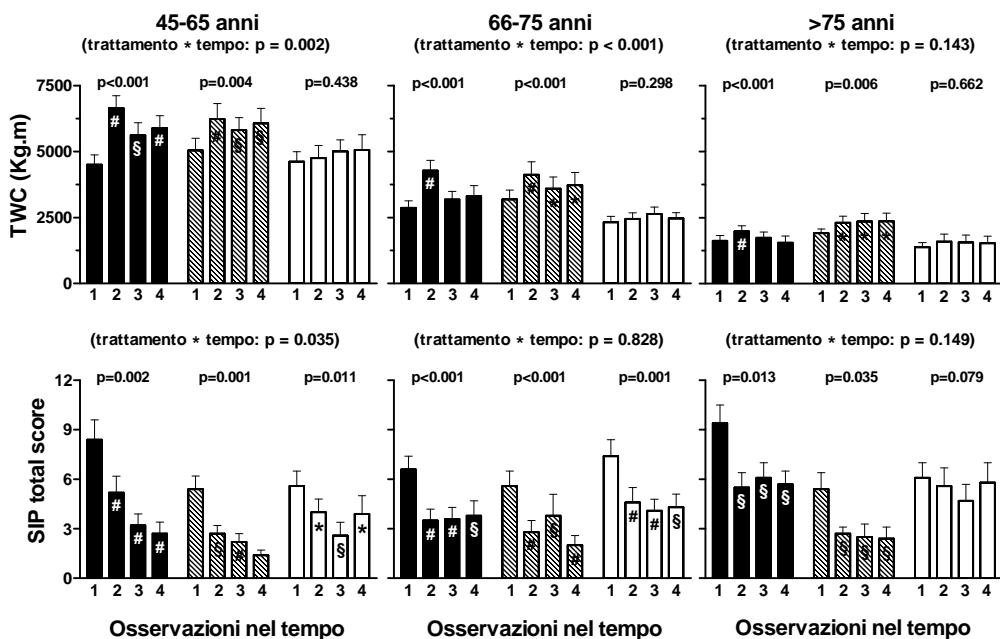 45-65 anni 66-75 anni >75 anni
(trattamento * tempo: p = 0.002) (trattamento * tempo: p < 0.001) (trattamento * tempo: p = 0.143)
p<0.001 p=0.004 p=0.438 p<0.001 p<0.001 p=0.298 p<0.001 p=0.006 p=0.662
TWC (Kg.m)
7500
5000
2500
0
# § # # § § # # * * # * * *
1 2 3 4 1 2 3 4 1 2 3 4 1 2 3 4 1 2 3 4 1 2 3 4 1 2 3 4 1 2 3 4 1 2 3 4
(trattamento * tempo: p = 0.035) (trattamento * tempo: p = 0.828) (trattamento * tempo: p = 0.149)
p=0.002 p=0.001 p=0.011 p<0.001 p<0.001 p=0.001 p=0.013 p=0.035 p=0.079
SIP total score
12
9
6
3
0
# # # § # * § * # # § # § # # # § § § § § § §
1 2 3 4 1 2 3 4 1 2 3 4 1 2 3 4 1 2 3 4 1 2 3 4 1 2 3 4 1 2 3 4 1 2 3 4
Osservazioni nel tempo Osservazioni nel tempo Osservazioni nel tempo